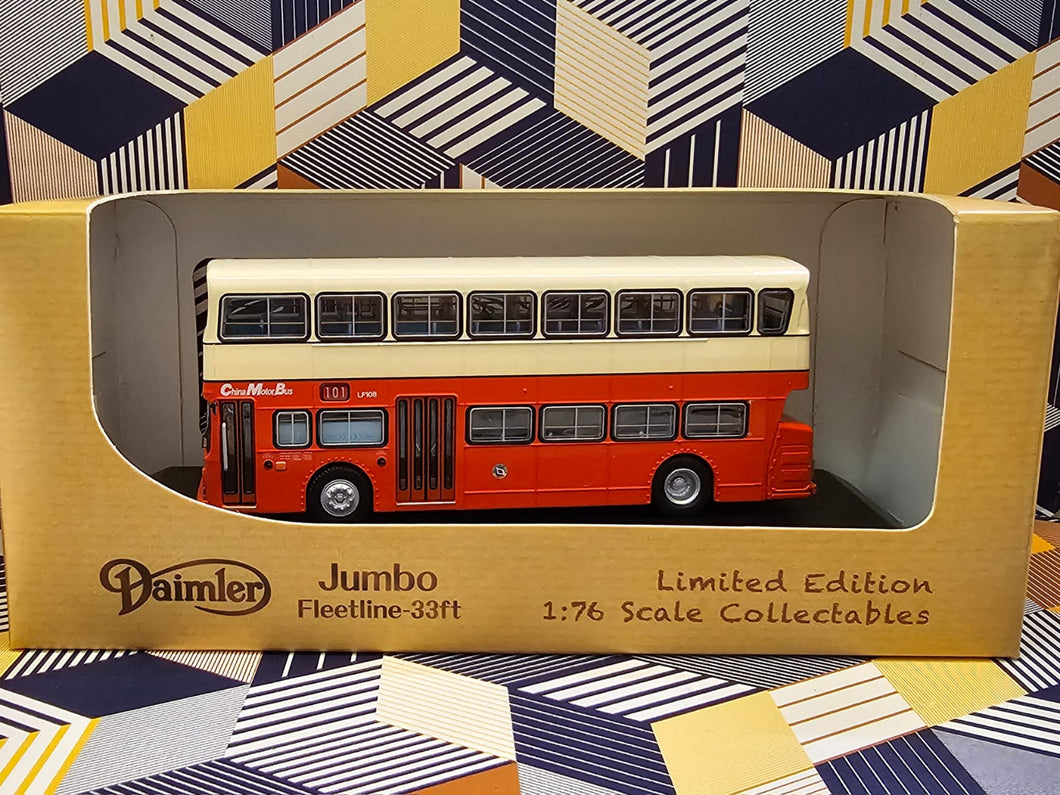 China Motor Bus
101
LF108
Daimler
Jumbo
Fleetline-33ft
Limited Edition
1:76 Scale Collectables